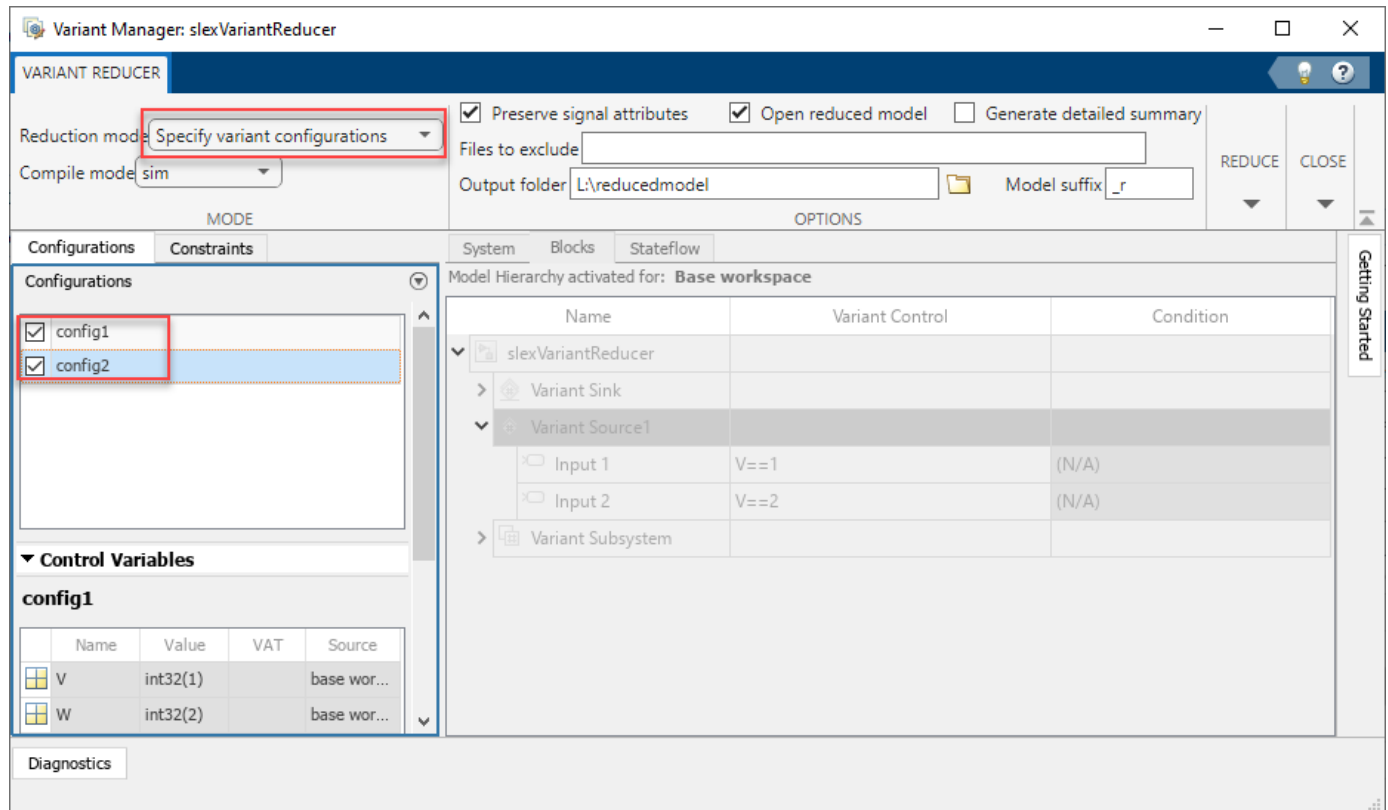 Variant Manager: slexVariantReducer
VARIANT REDUCER
?
Reduction mode Specify variant configurations
Compile mode sim
MODE
Preserve signal attributes Open reduced model Generate detailed summary
Files to exclude
Output folder L:\reducedmodel Model suffix _r
OPTIONS
REDUCE CLOSE
Configurations Constraints
Configurations
config1
config2
Control Variables
config1
Name Value VAT Source
V int32(1) base wor...
W int32(2) base wor...
System Blocks Stateflow
Model Hierarchy activated for: Base workspace
Name Variant Control Condition
slexVariantReducer
Variant Sink
Variant Source1
Input 1 V==1 (N/A)
Input 2 V==2 (N/A)
Variant Subsystem
Getting Started
Diagnostics